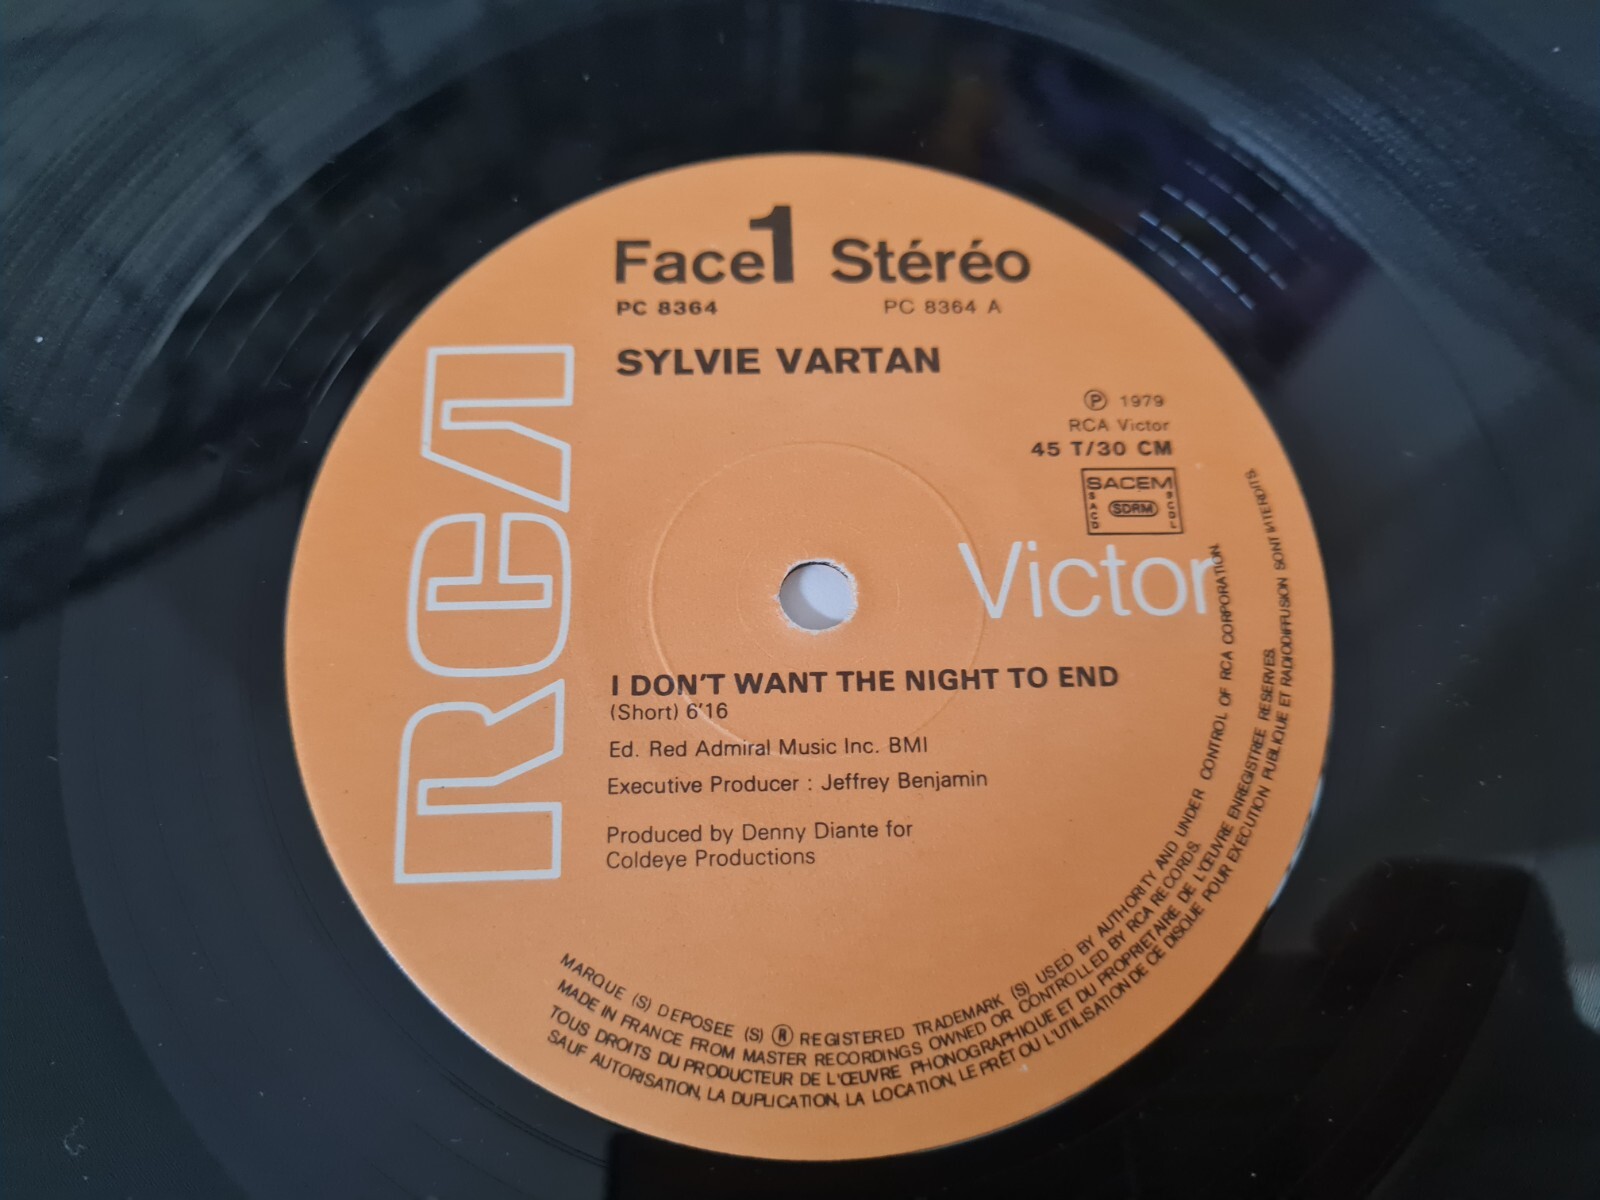 Face 1 Stéréo
PC 8364 PC 8364 A
SYLVIE VARTAN
Ⓟ 1979
RCA Victor
45 T/30 CM
SACEM
SACD SDRM SCDL
RCA
Victor
I DON'T WANT THE NIGHT TO END
(Short) 6'16
Ed. Red Admiral Music Inc. BMI
Executive Producer : Jeffrey Benjamin
Produced by Denny Diante for
Coldeye Productions
MARQUE (S) DEPOSEE (S) ® REGISTERED TRADEMARK (S) USED BY AUTHORITY AND UNDER CONTROL OF RCA CORPORATION.
MADE IN FRANCE FROM MASTER RECORDINGS OWNED OR CONTROLLED BY RCA RECORDS.
TOUS DROITS DU PRODUCTEUR DE L'ŒUVRE PHONOGRAPHIQUE ET DU PROPRIETAIRE DE L'ŒUVRE ENREGISTREE RESERVES.
SAUF AUTORISATION, LA DUPLICATION, LA LOCATION, LE PRÊT OU L'UTILISATION DE CE DISQUE POUR EXECUTION PUBLIQUE ET RADIODIFFUSION SONT INTERDITS.